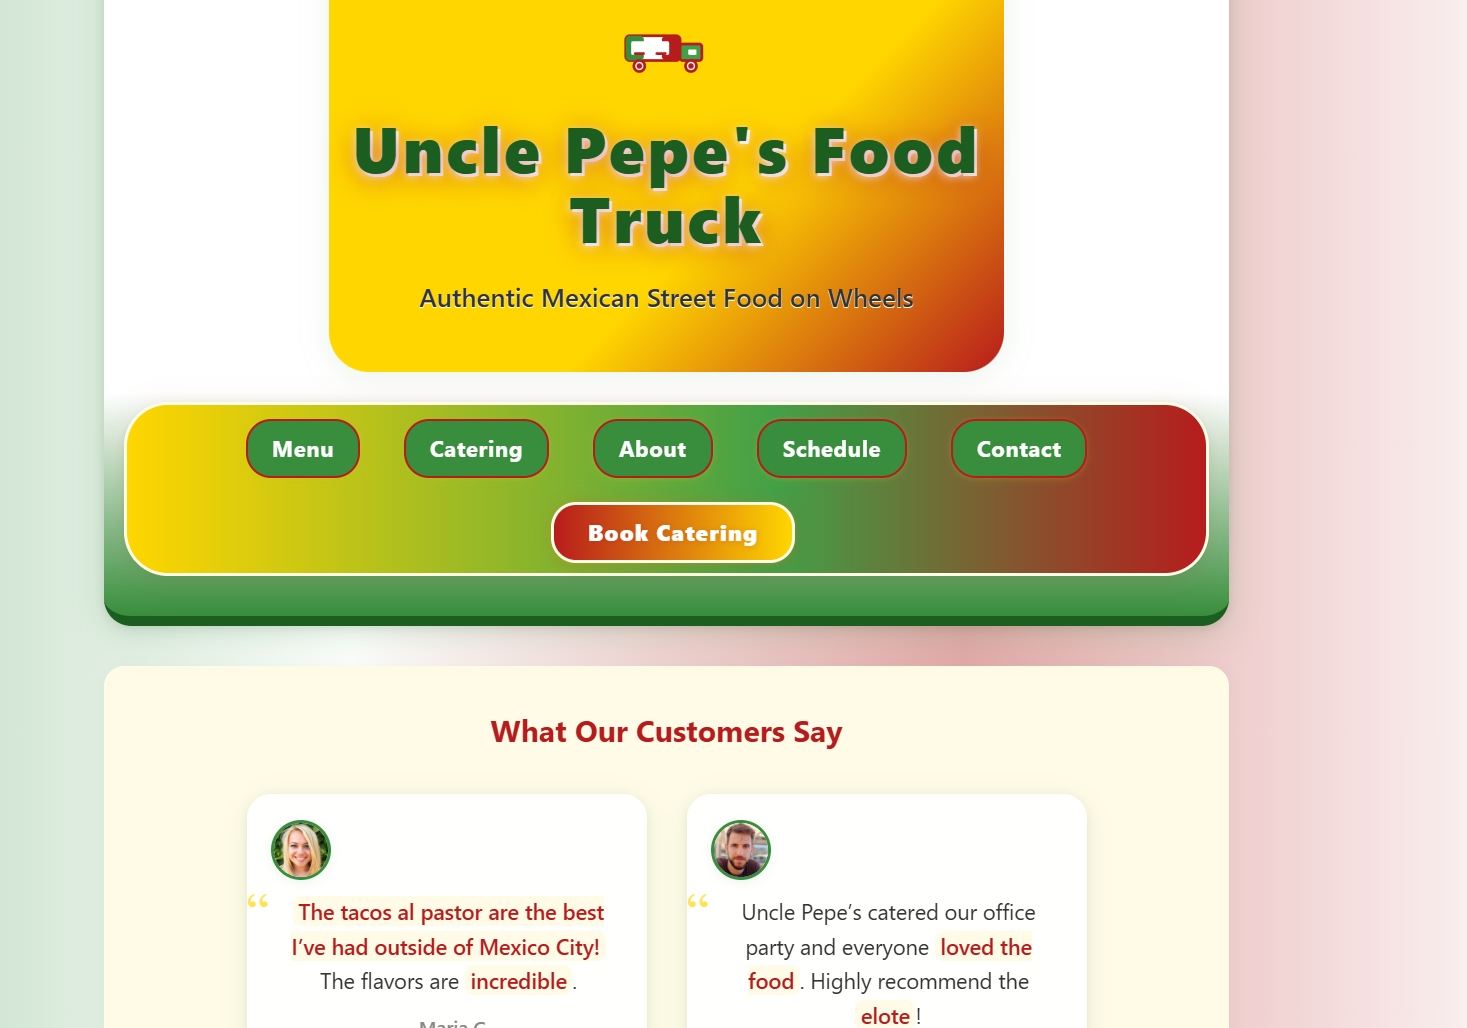 Uncle Pepe's Food
Truck
Authentic Mexican Street Food on Wheels
Menu
Catering
About
Schedule
Contact
Book Catering
What Our Customers Say
“
The tacos al pastor are the best
I’ve had outside of Mexico City!
The flavors are incredible .
Maria G.
“
Uncle Pepe’s catered our office
party and everyone loved the
food . Highly recommend the
elote !